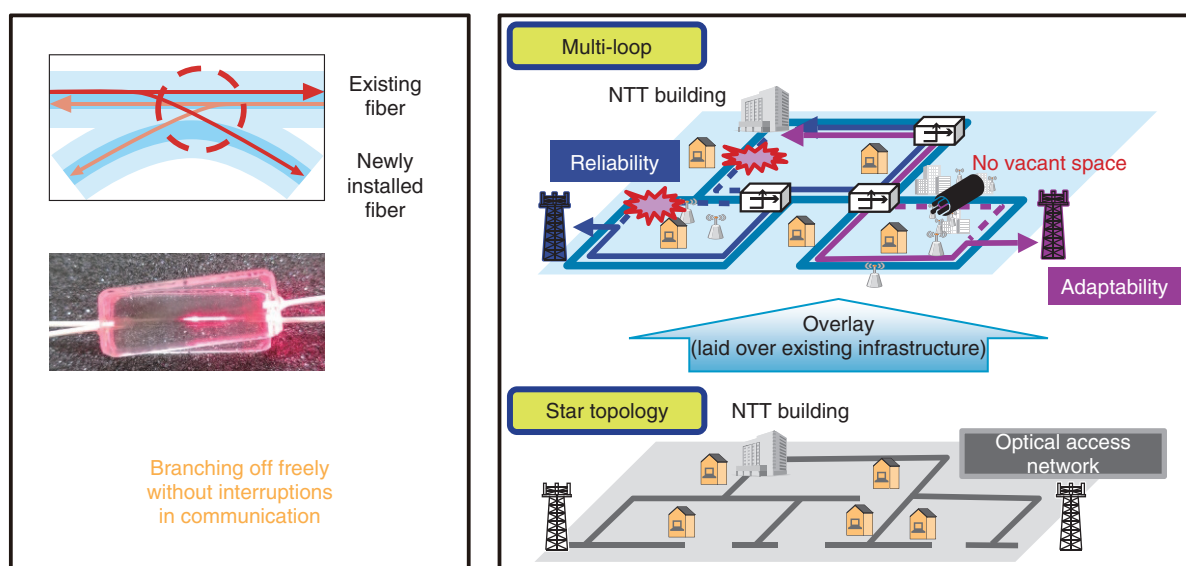 Existing
fiber
Newly
installed
fiber
Branching off freely
without interruptions
in communication
Multi-loop
NTT building
Reliability
No vacant space
Adaptability
Overlay
(laid over existing infrastructure)
Star topology
NTT building
Optical access
network